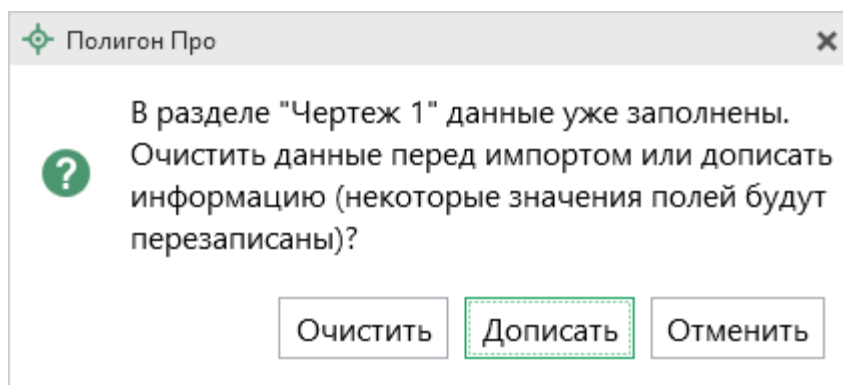 Полигон Про
В разделе "Чертеж 1" данные уже заполнены.
Очистить данные перед импортом или дописать
информацию (некоторые значения полей будут
перезаписаны)?
Очистить Дописать Отменить